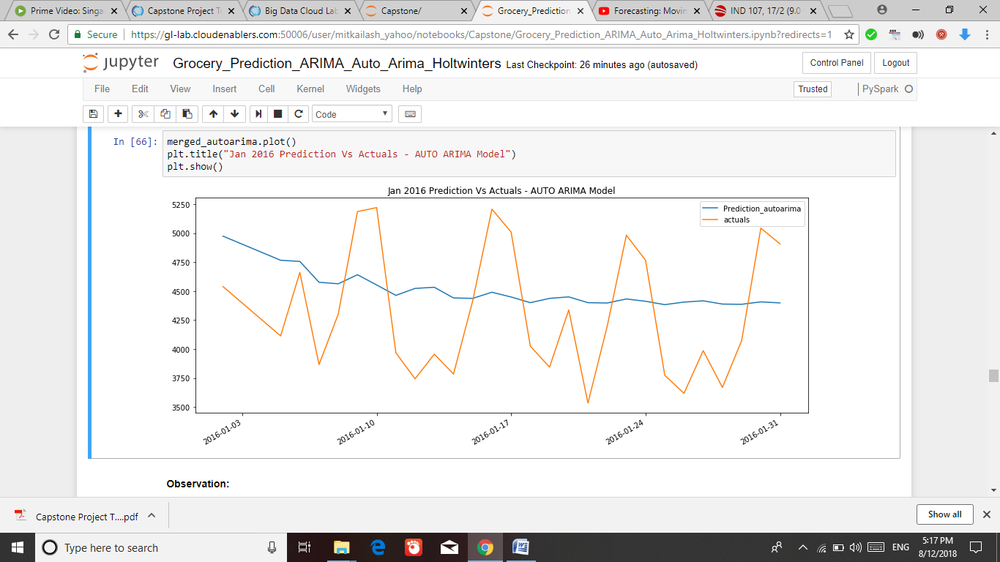 Prime Video: Singa
Capstone Project Te
Big Data Cloud Lab
Capstone/
Grocery_Prediction
Forecasting: Movin
IND 107, 17/2 (9.0
Secure https://gl-lab.cloudenablers.com:50006/user/mitkailash_yahoo/notebooks/Capstone/Grocery_Prediction_ARIMA_Auto_Arima_Holtwinters.ipynb?redirects=1
jupyter Grocery_Prediction_ARIMA_Auto_Arima_Holtwinters Last Checkpoint: 26 minutes ago (autosaved)
Control Panel Logout
File Edit View Insert Cell Kernel Widgets Help
Trusted PySpark
Code
In [66]: merged_autoarima.plot()
plt.title("Jan 2016 Prediction Vs Actuals - AUTO ARIMA Model")
plt.show()
Jan 2016 Prediction Vs Actuals - AUTO ARIMA Model
Prediction_autoarima
actuals
5250
5000
4750
4500
4250
4000
3750
3500
2016-01-03
2016-01-10
2016-01-17
2016-01-24
2016-01-31
Observation:
Capstone Project T....pdf
Show all
Type here to search
ENG
5:17 PM
8/12/2018